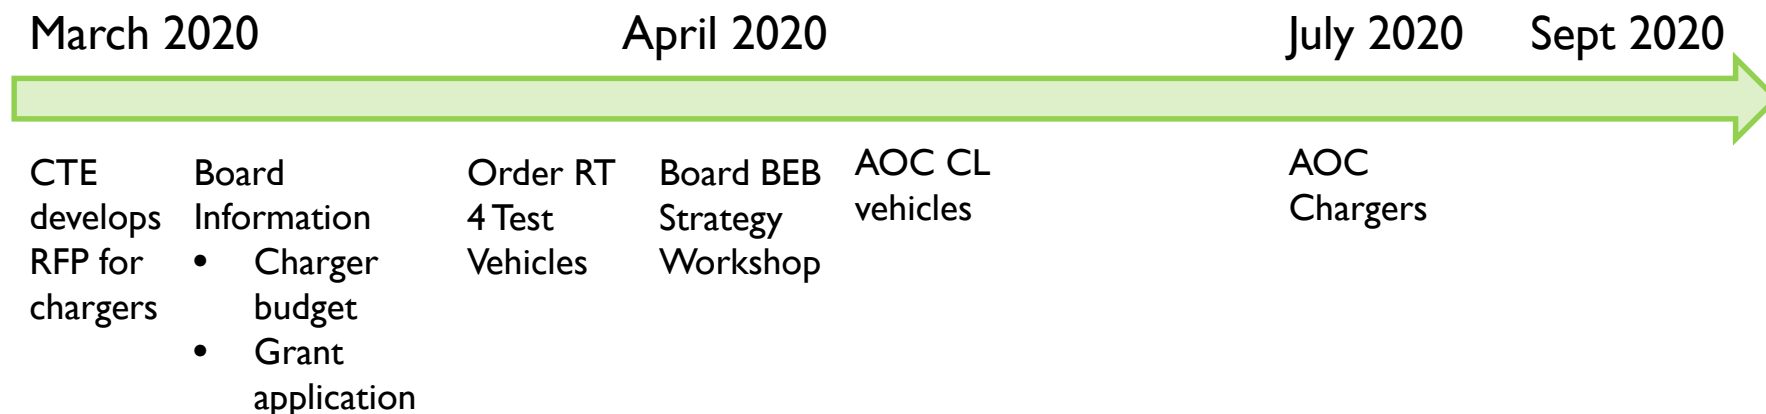 March 2020
April 2020
July 2020
Sept 2020
CTE
develops
RFP for
chargers
Board
Information
• Charger
budget
• Grant
application
Order RT
4 Test
Vehicles
Board BEB
Strategy
Workshop
AOC CL
vehicles
AOC
Chargers